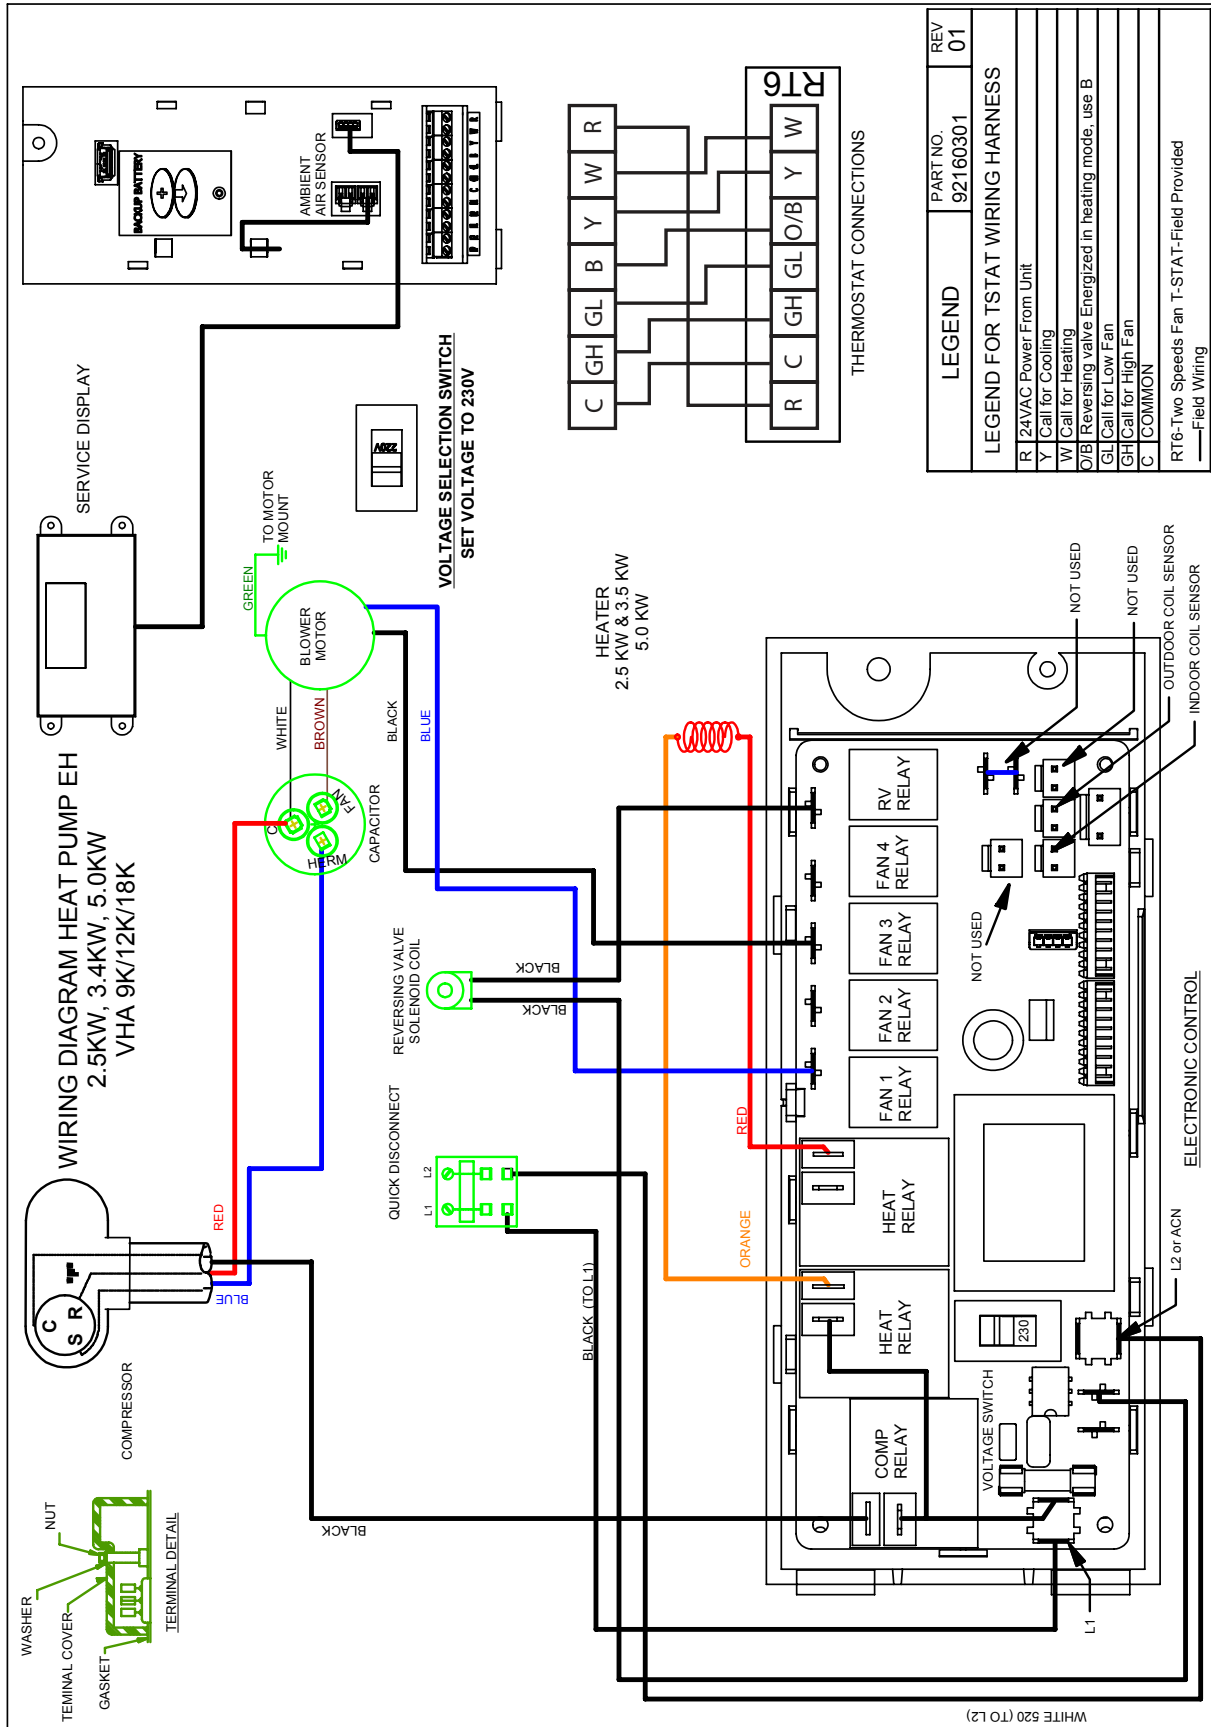 WIRING DIAGRAM HEAT PUMP EH
2.5KW, 3.4KW, 5.0KW
VHA 9K/12K/18K
WASHER
NUT
TEMINAL COVER
GASKET
TERMINAL DETAIL
COMPRESSOR
C
S R
RED
BLUE
BLACK
C
FAN
HERM
CAPACITOR
WHITE
BROWN
BLOWER
MOTOR
GREEN
TO MOTOR
MOUNT
BLACK
BLUE
SERVICE DISPLAY
BACKUP BATTERY
AMBIENT
AIR SENSOR
VOLTAGE SELECTION SWITCH
SET VOLTAGE TO 230V
220V
QUICK DISCONNECT
L1
L2
BLACK (TO L1)
WHITE 520 (TO L2)
REVERSING VALVE
SOLENOID COIL
BLACK
BLACK
HEATER
2.5 KW & 3.5 KW
5.0 KW
ORANGE
RED
COMP
RELAY
HEAT
RELAY
HEAT
RELAY
FAN 1
RELAY
FAN 2
RELAY
FAN 3
RELAY
FAN 4
RELAY
RV
RELAY
VOLTAGE SWITCH
230
L1
L2 or ACN
NOT USED
NOT USED
NOT USED
OUTDOOR COIL SENSOR
INDOOR COIL SENSOR
ELECTRONIC CONTROL
C GH GL B Y W R
R C GH GL O/B Y W
RT6
THERMOSTAT CONNECTIONS
LEGEND
PART NO.
92160301
REV
01
LEGEND FOR TSTAT WIRING HARNESS
R 24VAC Power From Unit
Y Call for Cooling
W Call for Heating
O/B Reversing valve Energized in heating mode, use B
GL Call for Low Fan
GH Call for High Fan
C COMMON
RT6-Two Speeds Fan T-STAT-Field Provided
Field Wiring